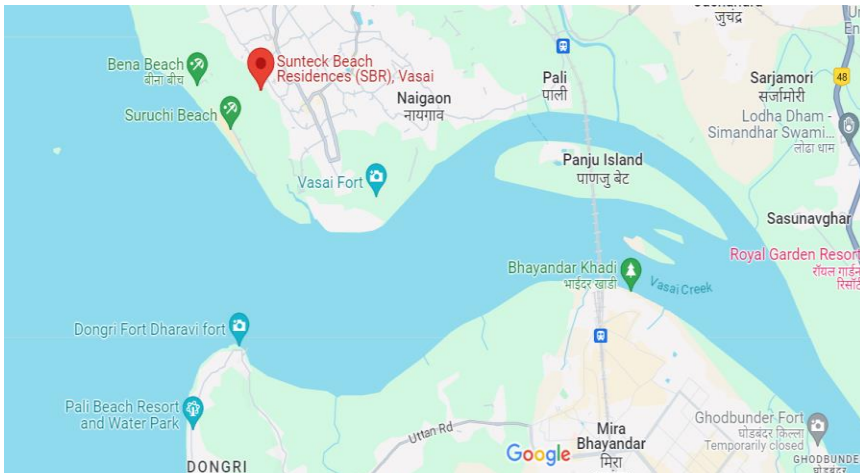 जुचंद्र
Bena Beach
बीना बीच
Sunteck Beach
Residences (SBR), Vasai
Suruchi Beach
Naigaon
नायगाव
Pali
पाली
Sarjamori
सर्जामोरी
48
Lodha Dham -
Simandhar Swami...
लोढा धाम
Vasai Fort
Panju Island
पाणजु बेट
Sasunavghar
Royal Garden Resort
रॉयल गार्डन
Bhayandar Khadi
भाईंदर खाडी
Vasai Creek
Dongri Fort Dharavi fort
Pali Beach Resort
and Water Park
Uttan Rd
Mira
Bhayandar
मिरा
Ghodbunder Fort
घोडबंदर किल्ला
Temporarily closed
GHODBUNDE
DONGRI
Google